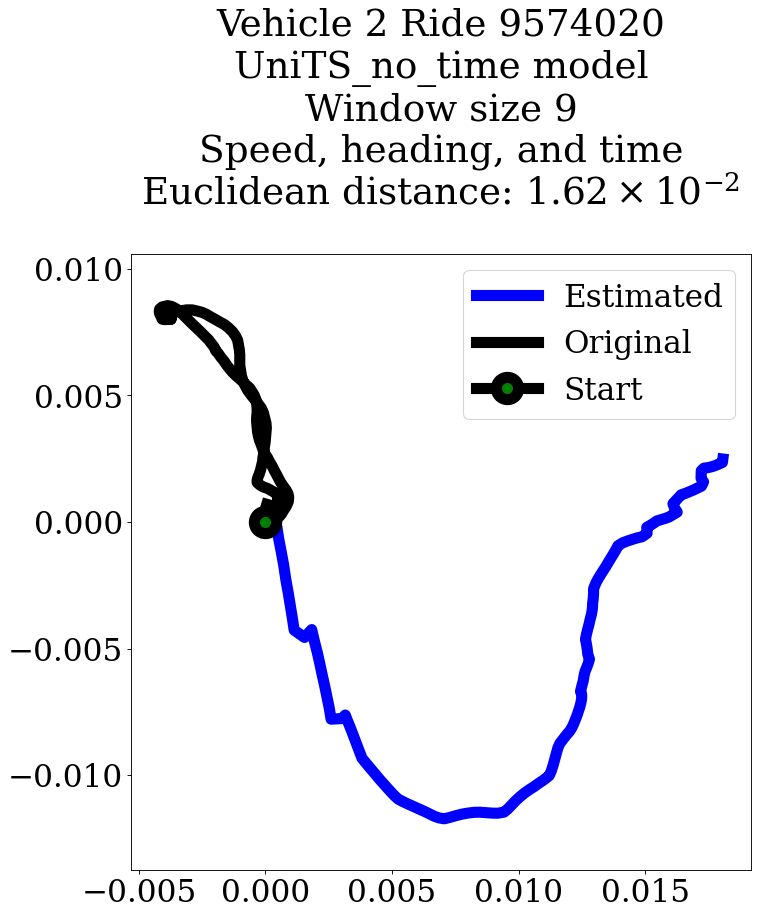 Vehicle 2 Ride 9574020
UniTS_no_time model
Window size 9
Speed, heading, and time
Euclidean distance: 1.62 × 10⁻²
Estimated
Original
Start
0.010
0.005
0.000
−0.005
−0.010
−0.005 0.000 0.005 0.010 0.015